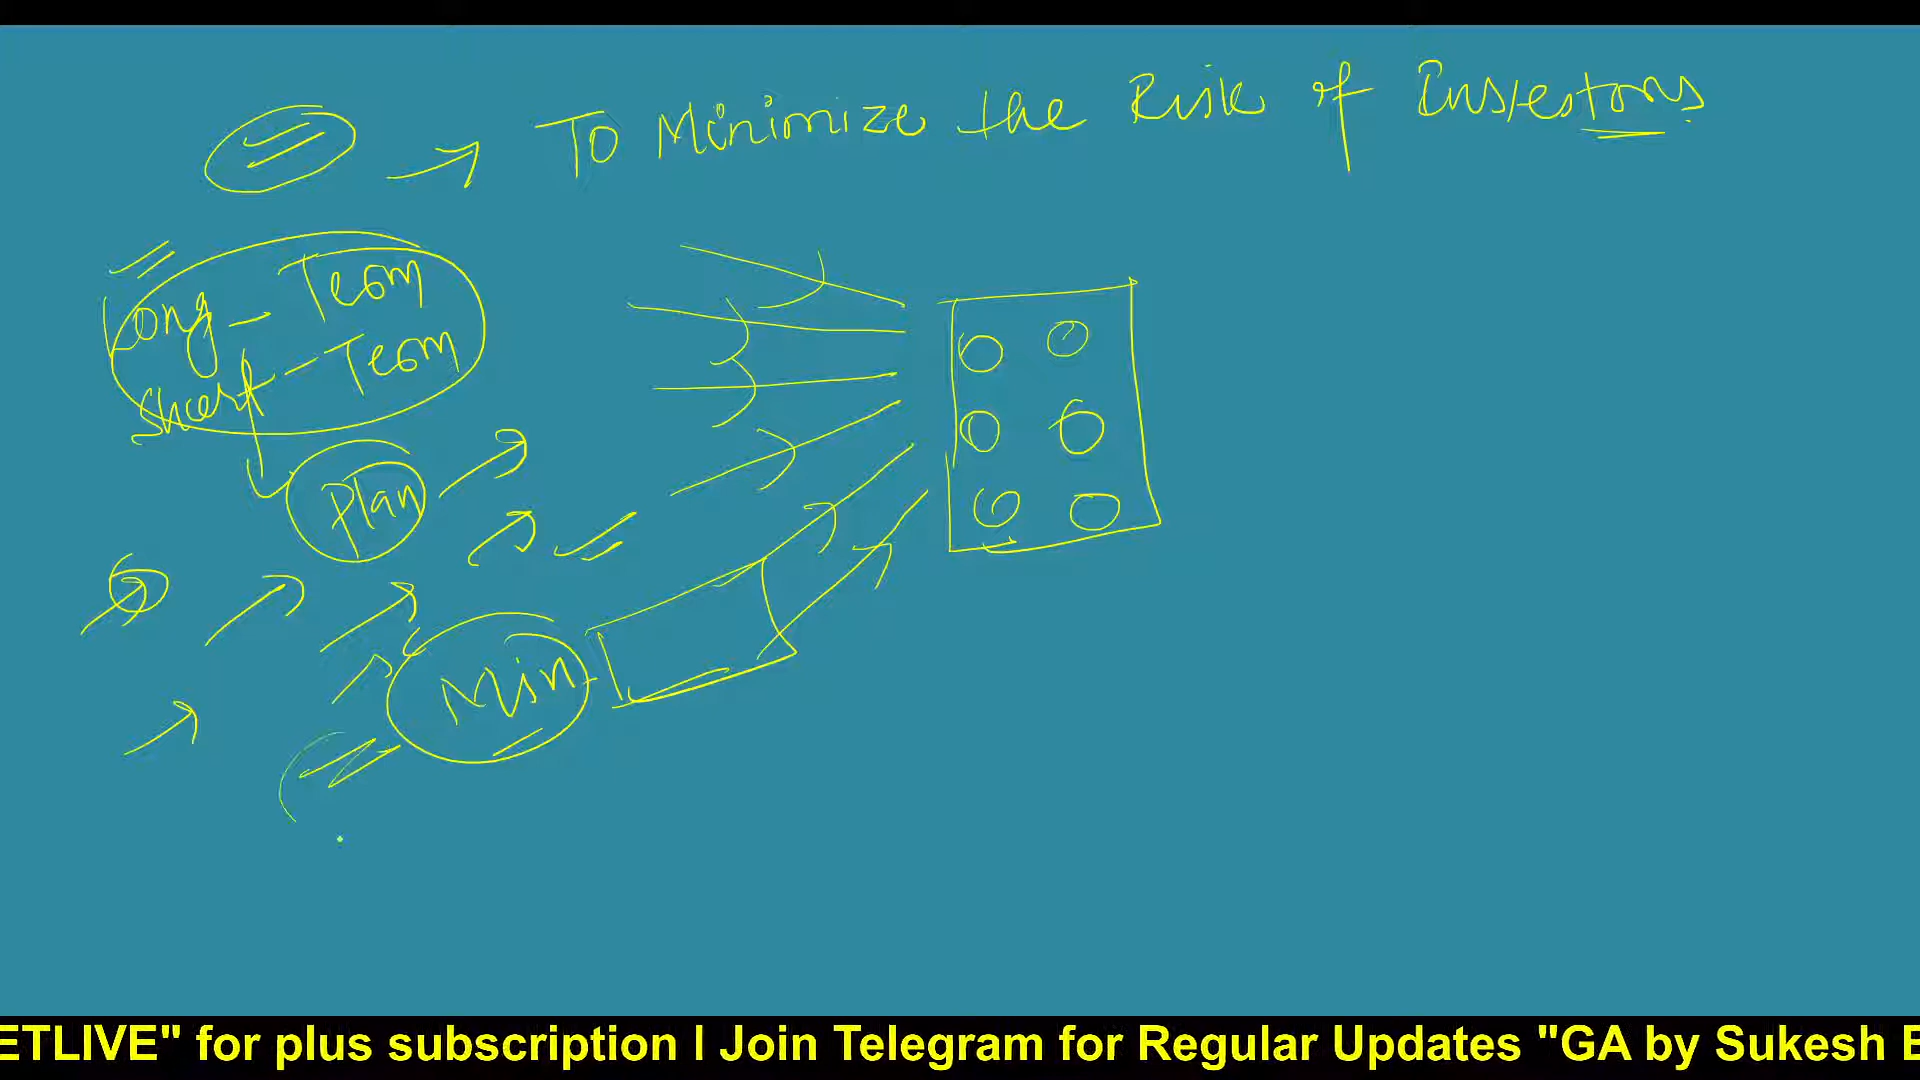 To Minimize the Risk of Investors.
Long - Term
Short - Term
Plan
Min
ETLIVE" for plus subscription I Join Telegram for Regular Updates "GA by Sukesh E